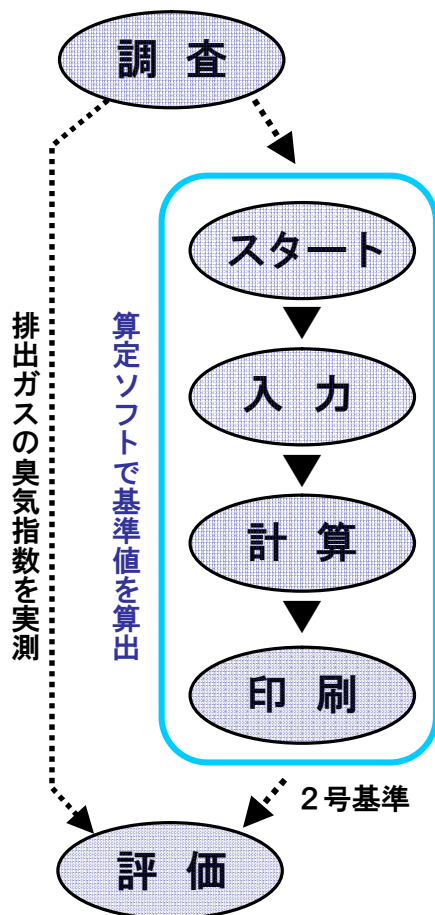 調 査
スタート
入 力
計 算
印 刷
排出ガスの臭気指数を実測
算定ソフトで基準値を算出
２号基準
評 価